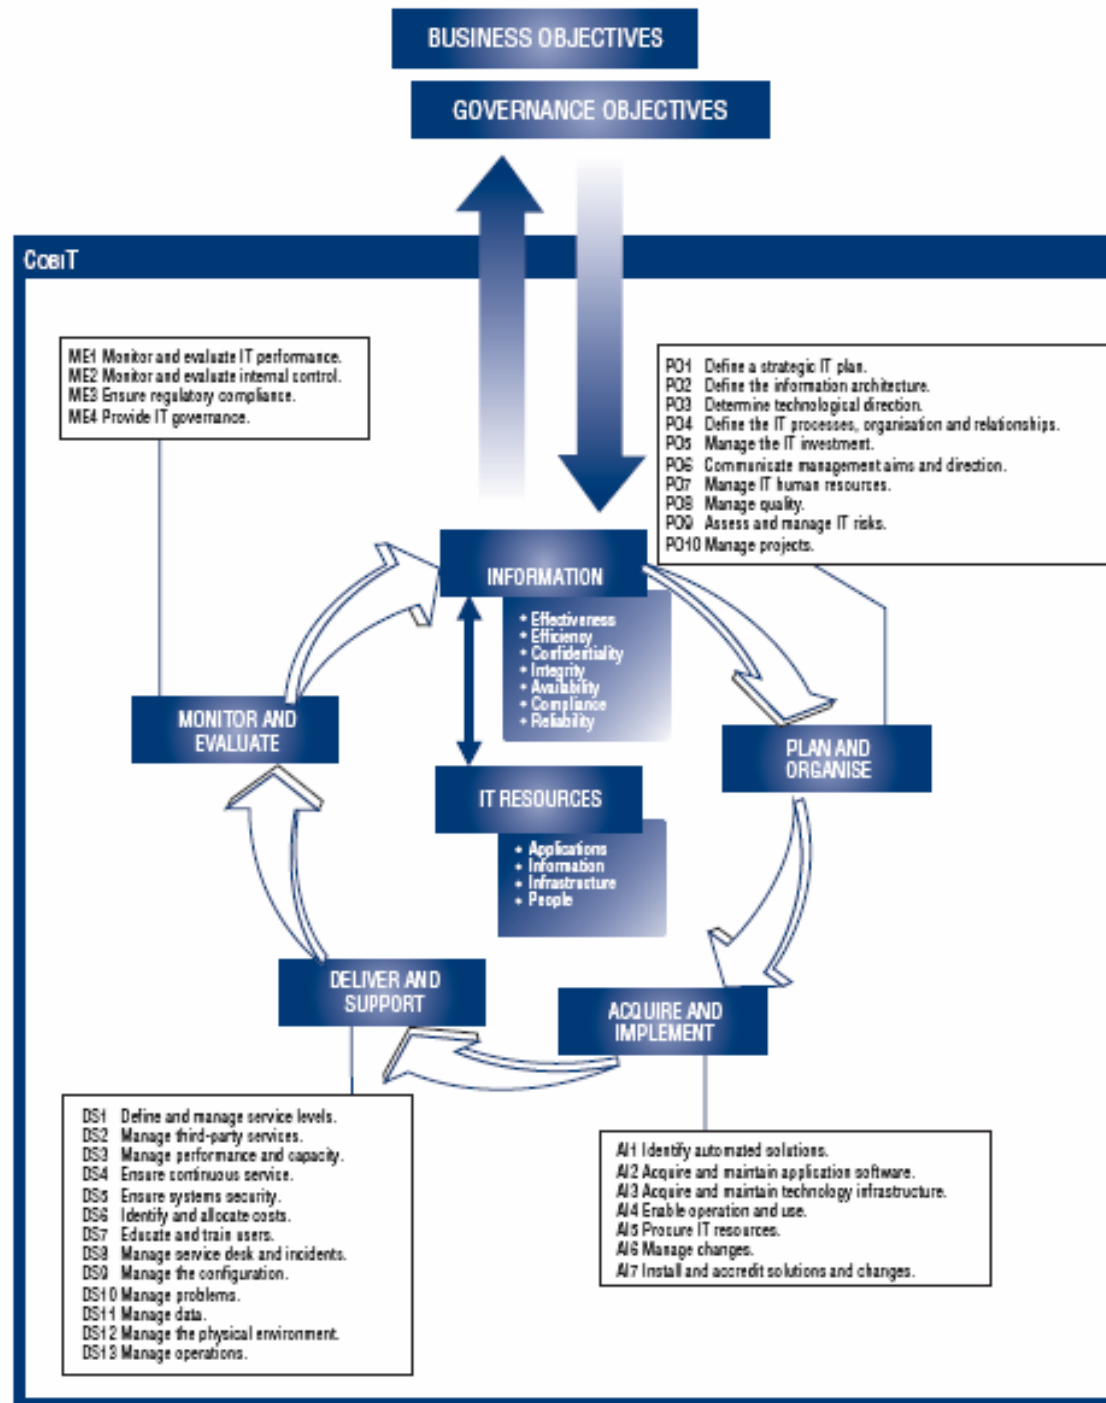 BUSINESS OBJECTIVES
GOVERNANCE OBJECTIVES
COBIT
ME1 Monitor and evaluate IT performance.
ME2 Monitor and evaluate internal control.
ME3 Ensure regulatory compliance.
ME4 Provide IT governance.
PO1 Define a strategic IT plan.
PO2 Define the information architecture.
PO3 Determine technological direction.
PO4 Define the IT processes, organisation and relationships.
PO5 Manage the IT investment.
PO6 Communicate management aims and direction.
PO7 Manage IT human resources.
PO8 Manage quality.
PO9 Assess and manage IT risks.
PO10 Manage projects.
INFORMATION
• Effectiveness
• Efficiency
• Confidentiality
• Integrity
• Availability
• Compliance
• Reliability
MONITOR AND
EVALUATE
PLAN AND
ORGANISE
IT RESOURCES
• Applications
• Information
• Infrastructure
• People
DELIVER AND
SUPPORT
ACQUIRE AND
IMPLEMENT
DS1 Define and manage service levels.
DS2 Manage third-party services.
DS3 Manage performance and capacity.
DS4 Ensure continuous service.
DS5 Ensure systems security.
DS6 Identify and allocate costs.
DS7 Educate and train users.
DS8 Manage service desk and incidents.
DS9 Manage the configuration.
DS10 Manage problems.
DS11 Manage data.
DS12 Manage the physical environment.
DS13 Manage operations.
AI1 Identify automated solutions.
AI2 Acquire and maintain application software.
AI3 Acquire and maintain technology infrastructure.
AI4 Enable operation and use.
AI5 Procure IT resources.
AI6 Manage changes.
AI7 Install and accredit solutions and changes.